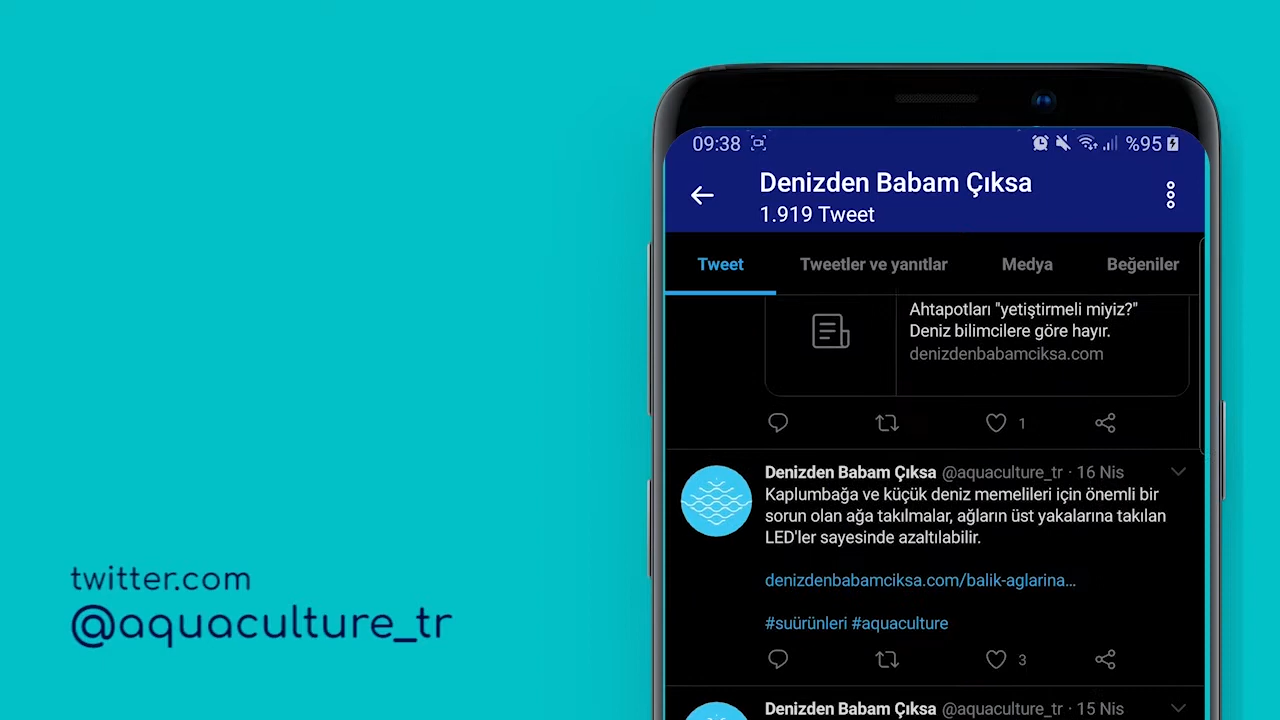 twitter.com
@aquaculture_tr
09:38 %95
Denizden Babam Çıksa
1.919 Tweet
Tweet Tweetler ve yanıtlar Medya Beğeniler
Ahtapotları "yetiştirmeli miyiz?"
Deniz bilimcilere göre hayır.
denizdenbabamciksa.com
1
Denizden Babam Çıksa @aquaculture_tr · 16 Nis
Kaplumbağa ve küçük deniz memelileri için önemli bir
sorun olan ağa takılmalar, ağların üst yakalarına takılan
LED'ler sayesinde azaltılabilir.
denizdenbabamciksa.com/balik-aglarina...
#suürünleri #aquaculture
3
Denizden Babam Çıksa @aquaculture_tr · 15 Nis